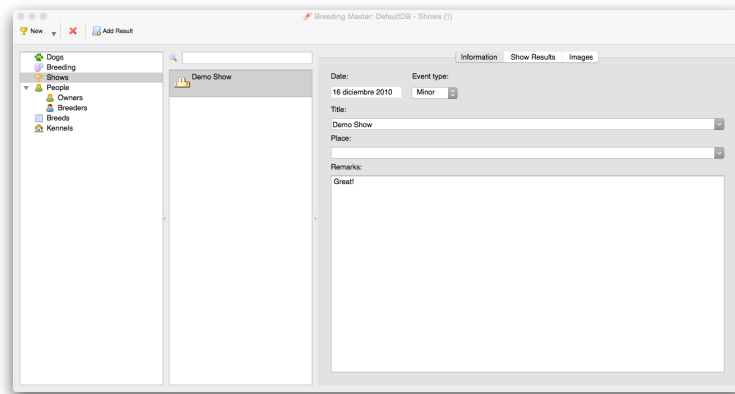 Breeding Master: DefaultDB - Shows (1)
New
Add Result
Dogs
Breeding
Shows
People
Owners
Breeders
Breeds
Kennels
Demo Show
Information Show Results Images
Date: Event type:
16 diciembre 2010 Minor
Title:
Demo Show
Place:
Remarks:
Great!